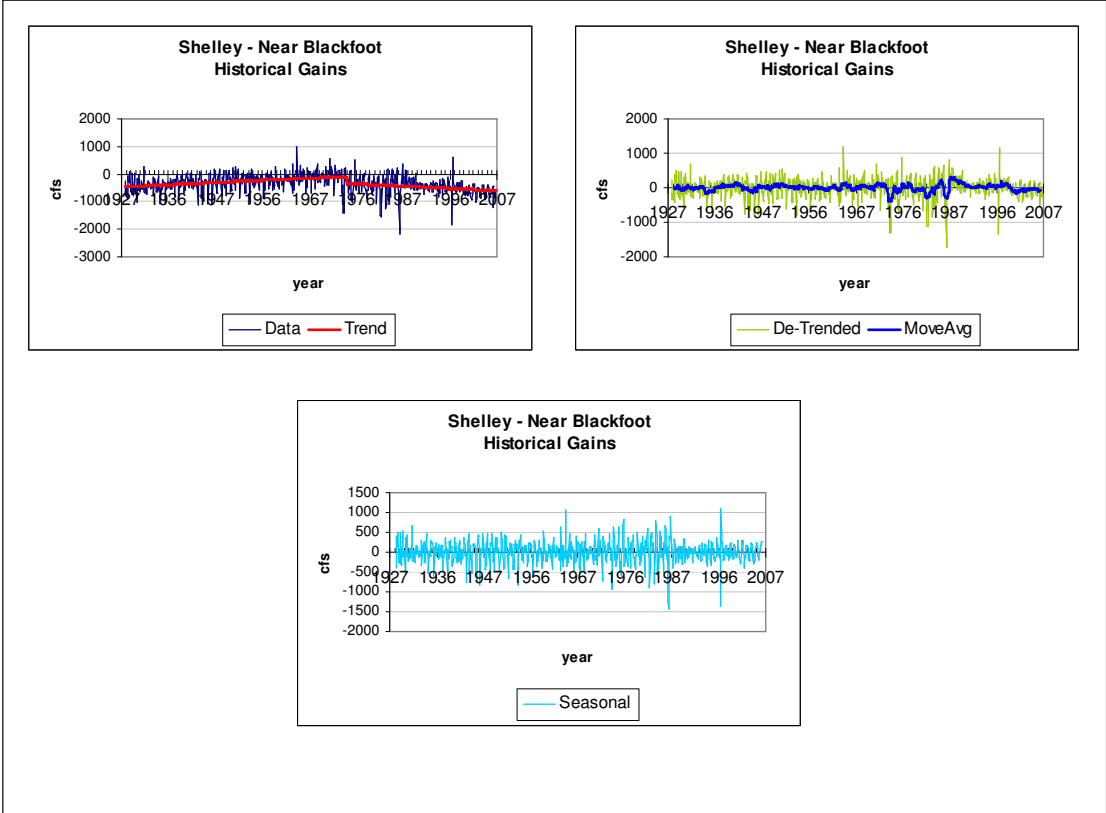 Shelley - Near Blackfoot
Historical Gains
2000
1000
0
-1000
-2000
-3000
cfs
1927 1936 1947 1956 1967 1976 1987 1996 2007
year
Data Trend
Shelley - Near Blackfoot
Historical Gains
2000
1000
0
-1000
-2000
cfs
1927 1936 1947 1956 1967 1976 1987 1996 2007
year
De-Trended MoveAvg
Shelley - Near Blackfoot
Historical Gains
1500
1000
500
0
-500
-1000
-1500
-2000
cfs
1927 1936 1947 1956 1967 1976 1987 1996 2007
year
Seasonal